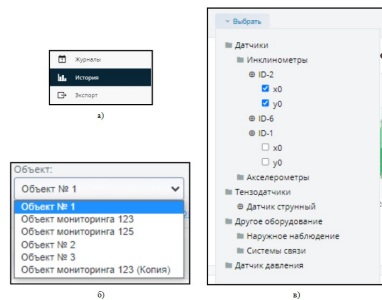 Журналы
История
Экспорт
а)
Объект:
Объект № 1
Объект № 1
Объект мониторинга 123
Объект мониторинга 125
Объект № 2
Объект № 3
Объект мониторинга 123 (Копия)
б)
Выбрать
Датчики
Инклинометры
ID-2
x0
y0
ID-6
ID-1
x0
y0
Акселерометры
Тензодатчики
Датчик струнный
Другое оборудование
Наружное наблюдение
Системы связи
Датчик давления
в)